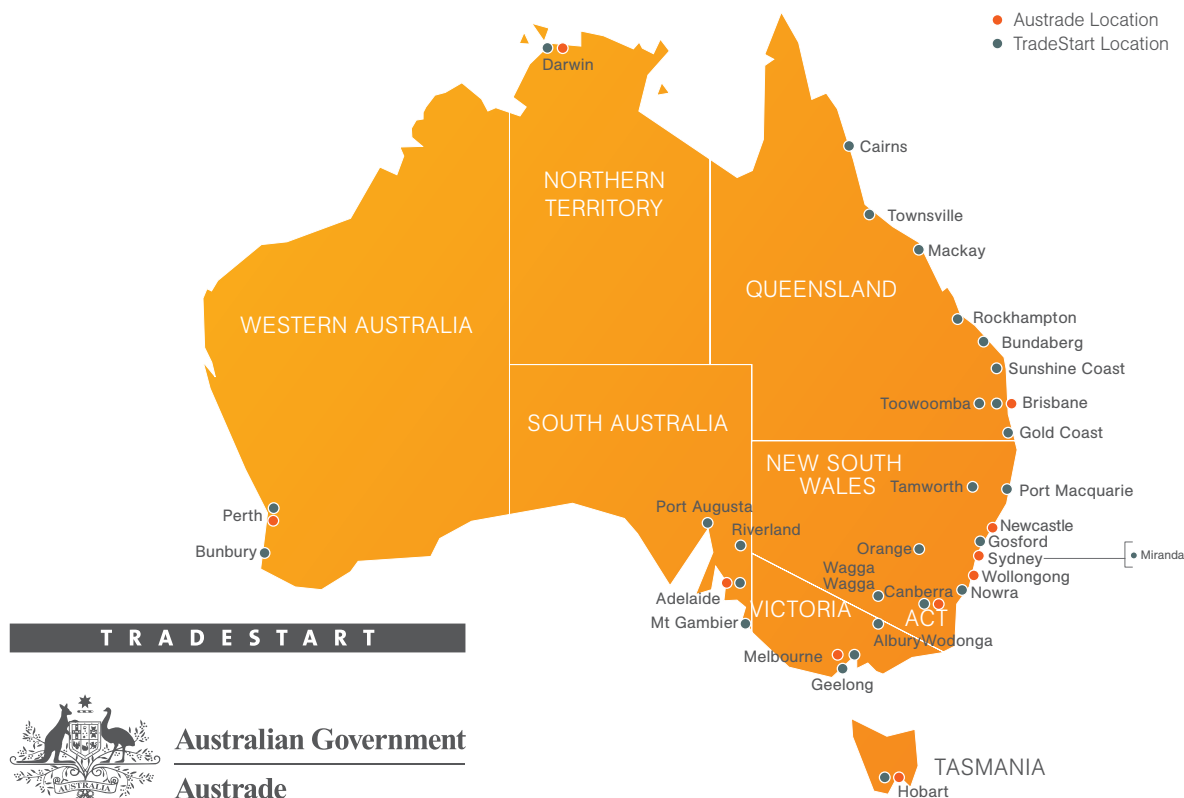 Austrade Location
TradeStart Location
Darwin
Cairns
NORTHERN
TERRITORY
Townsville
Mackay
QUEENSLAND
WESTERN AUSTRALIA
Rockhampton
Bundaberg
Sunshine Coast
Toowoomba
Brisbane
SOUTH AUSTRALIA
Gold Coast
NEW SOUTH
WALES
Tamworth
Port Macquarie
Port Augusta
Perth
Riverland
Newcastle
Gosford
Orange
Bunbury
Sydney
Miranda
Wagga
Wagga
Wollongong
Canberra
Nowra
Adelaide
VICTORIA
ACT
Mt Gambier
AlburyWodonga
TRADESTART
Melbourne
Geelong
Australian Government
AUSTRALIA
Austrade
TASMANIA
Hobart